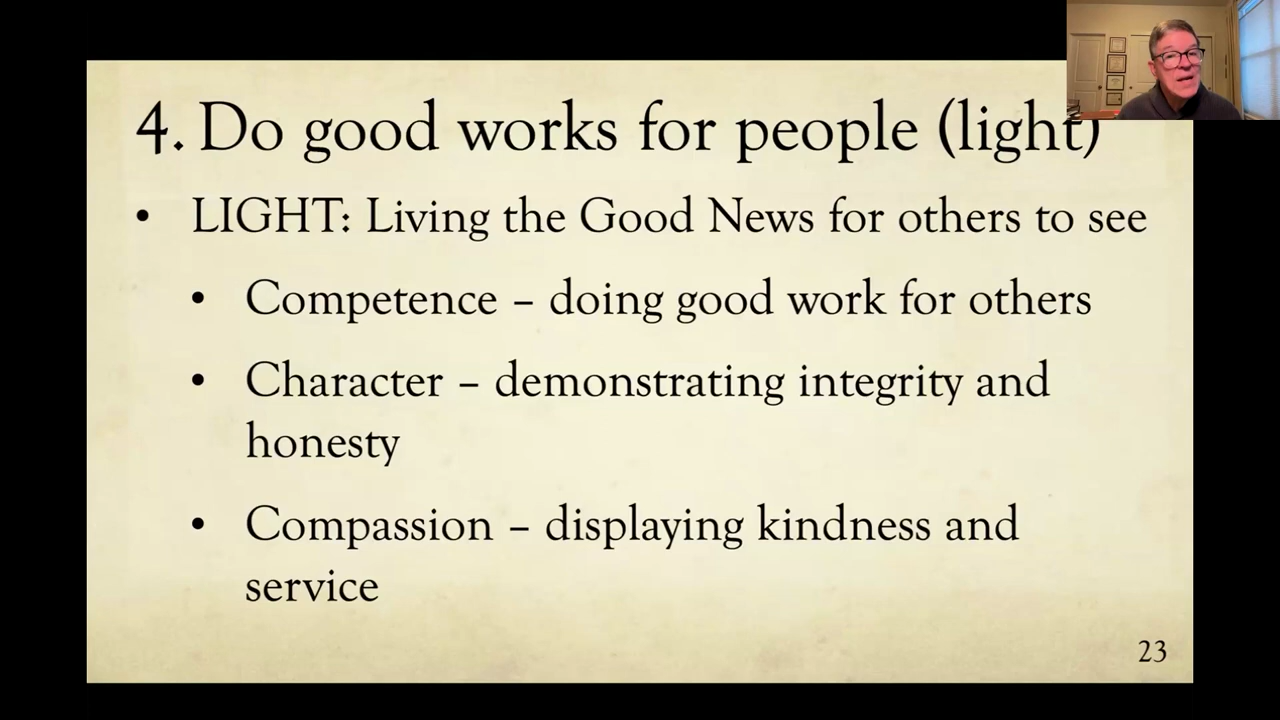 4. Do good works for people (light)
• LIGHT: Living the Good News for others to see
• Competence – doing good work for others
• Character – demonstrating integrity and
honesty
• Compassion – displaying kindness and
service
23